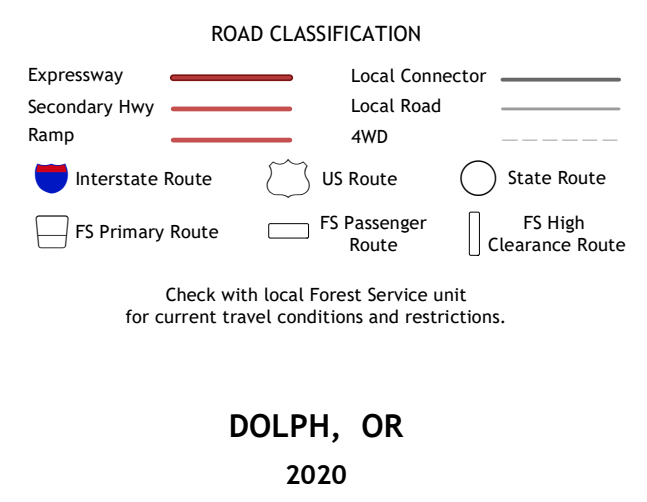 ROAD CLASSIFICATION
Expressway
Local Connector
Secondary Hwy
Local Road
Ramp
4WD
Interstate Route
US Route
State Route
FS Primary Route
FS Passenger
Route
FS High
Clearance Route
Check with local Forest Service unit
for current travel conditions and restrictions.
DOLPH, OR
2020